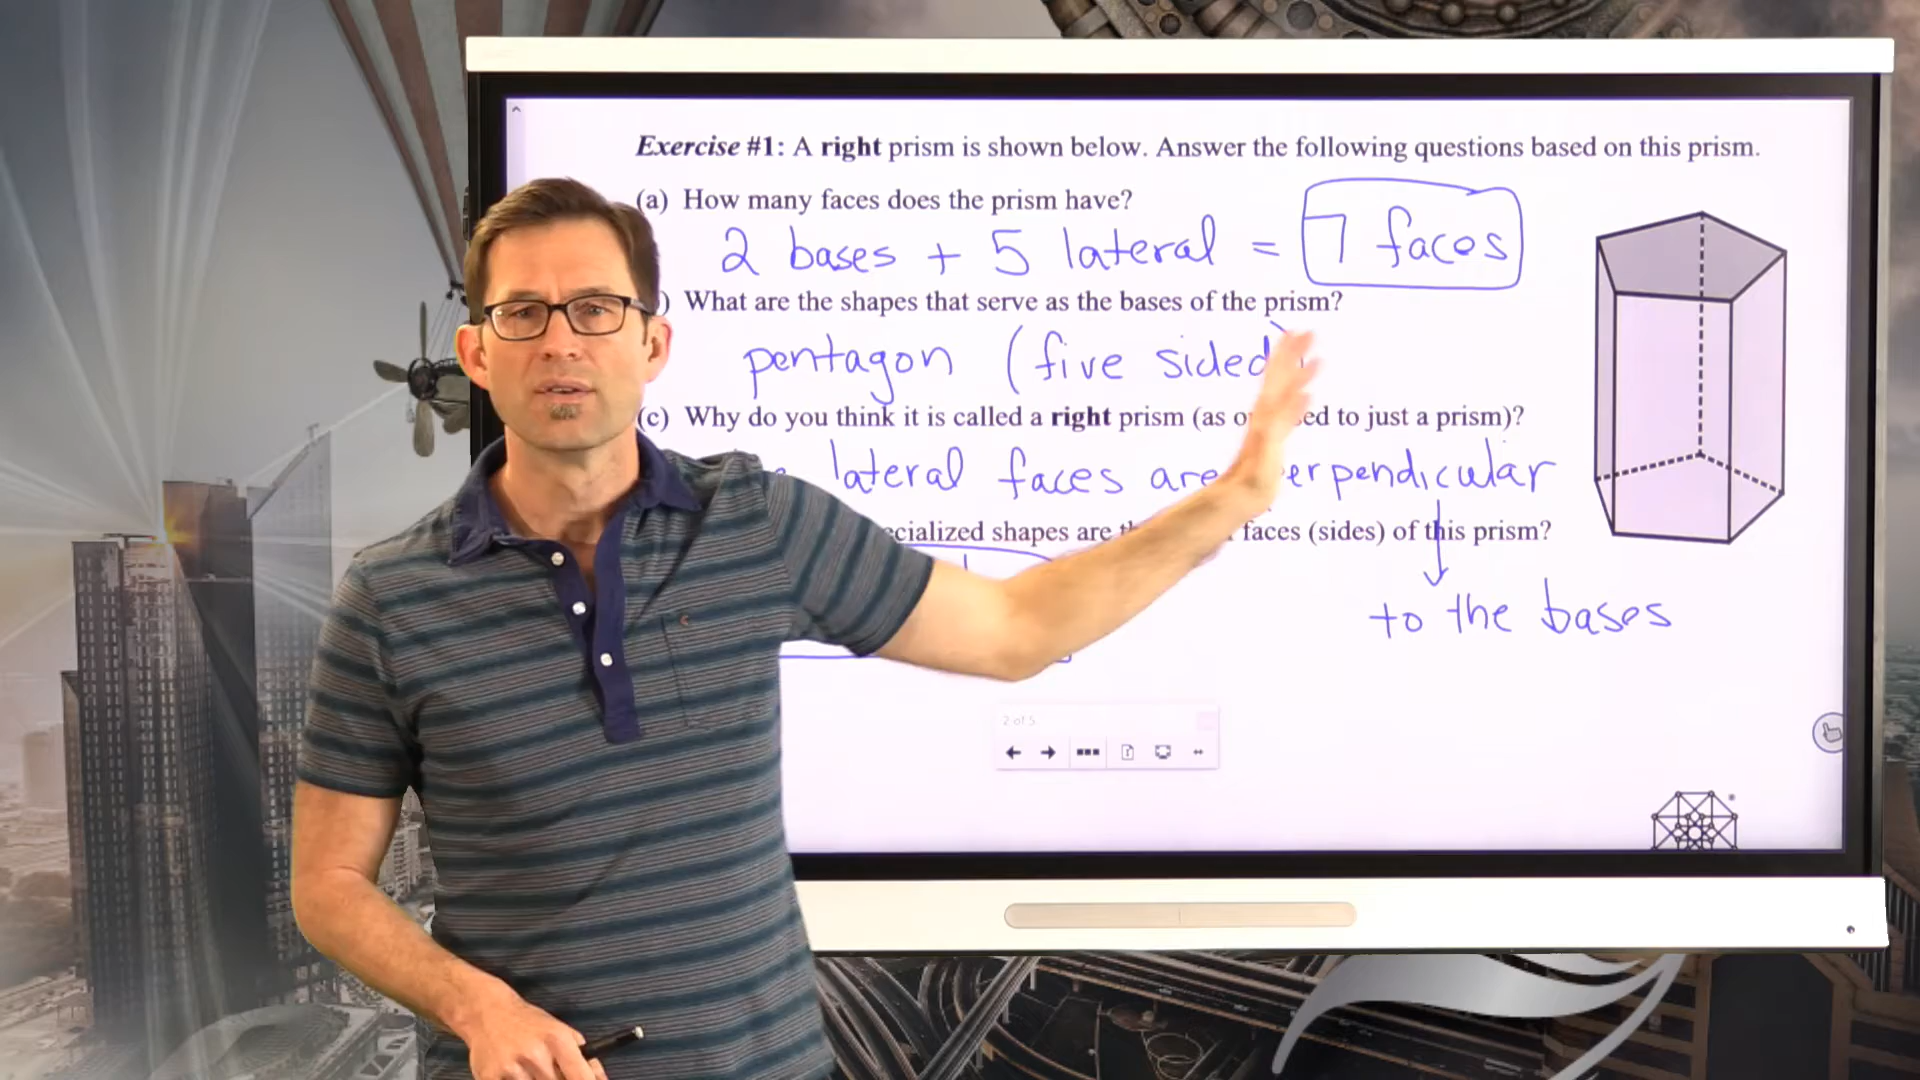 Exercise #1: A right prism is shown below. Answer the following questions based on this prism.
(a) How many faces does the prism have?
2 bases + 5 lateral = 7 faces
) What are the shapes that serve as the bases of the prism?
pentagon (five sided)
(c) Why do you think it is called a right prism (as to just a prism)?
lateral faces are
shapes are faces (sides) of this prism?
to the bases
2 of 5